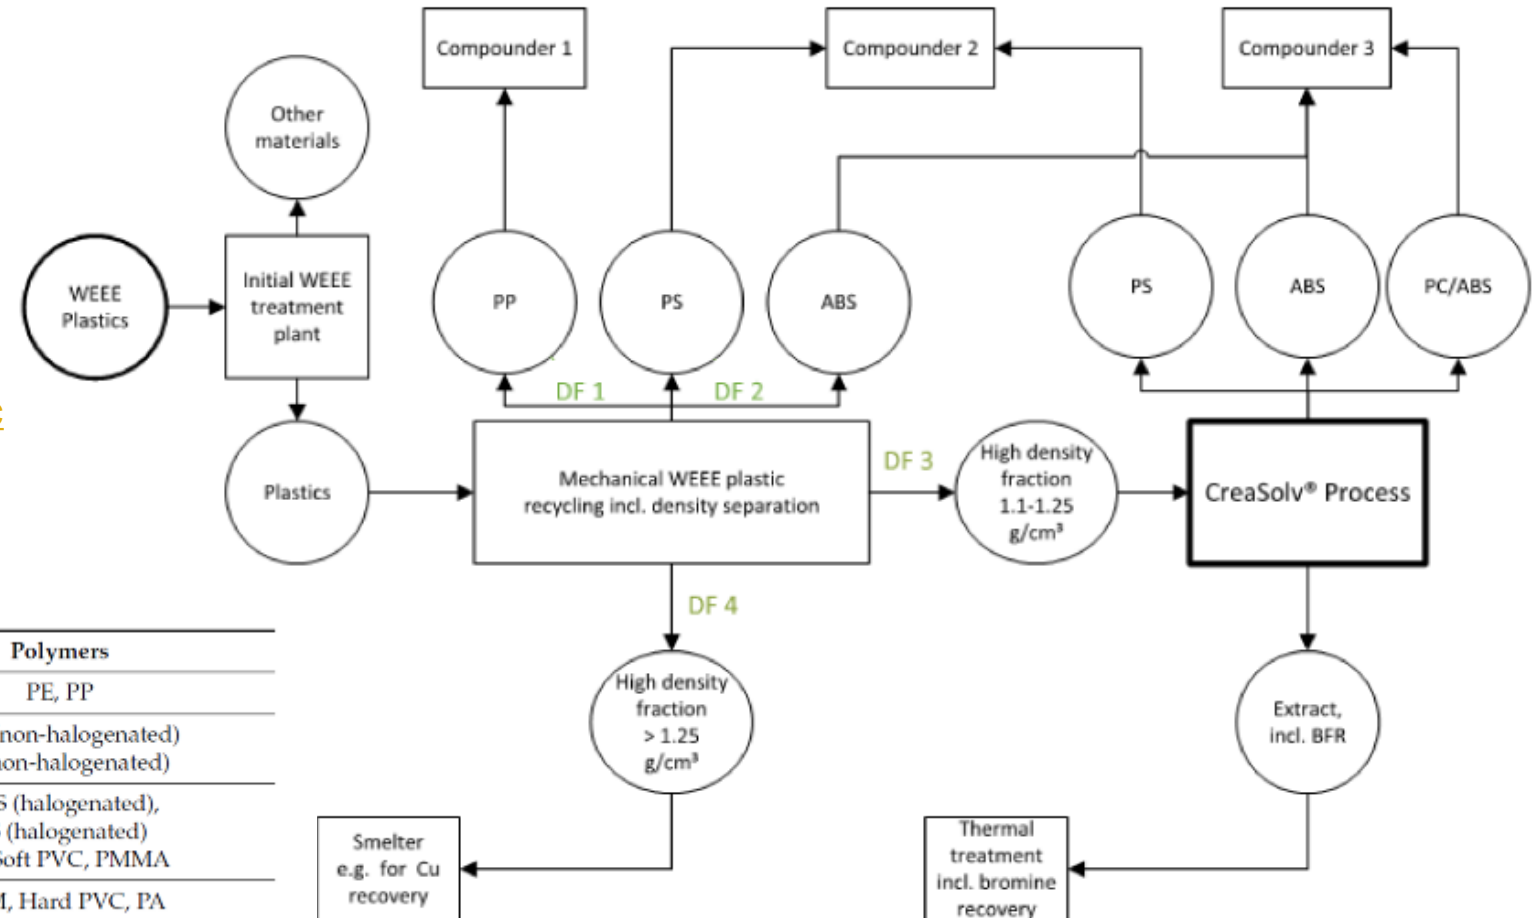 Compounder 1
Compounder 2
Compounder 3
Other
materials
WEEE
Plastics
Initial WEEE
treatment
plant
PP
PS
ABS
PS
ABS
PC/ABS
DF 1
DF 2
Plastics
Mechanical WEEE plastic
recycling incl. density separation
DF 3
High density
fraction
1.1-1.25
g/cm³
CreaSolv® Process
DF 4
High density
fraction
> 1.25
g/cm³
Extract,
incl. BFR
Smelter
e.g. for Cu
recovery
Thermal
treatment
incl. bromine
recovery
Polymers
PE, PP
non-halogenated)
non-halogenated)
(halogenated),
(halogenated)
Soft PVC, PMMA
Hard PVC, PA